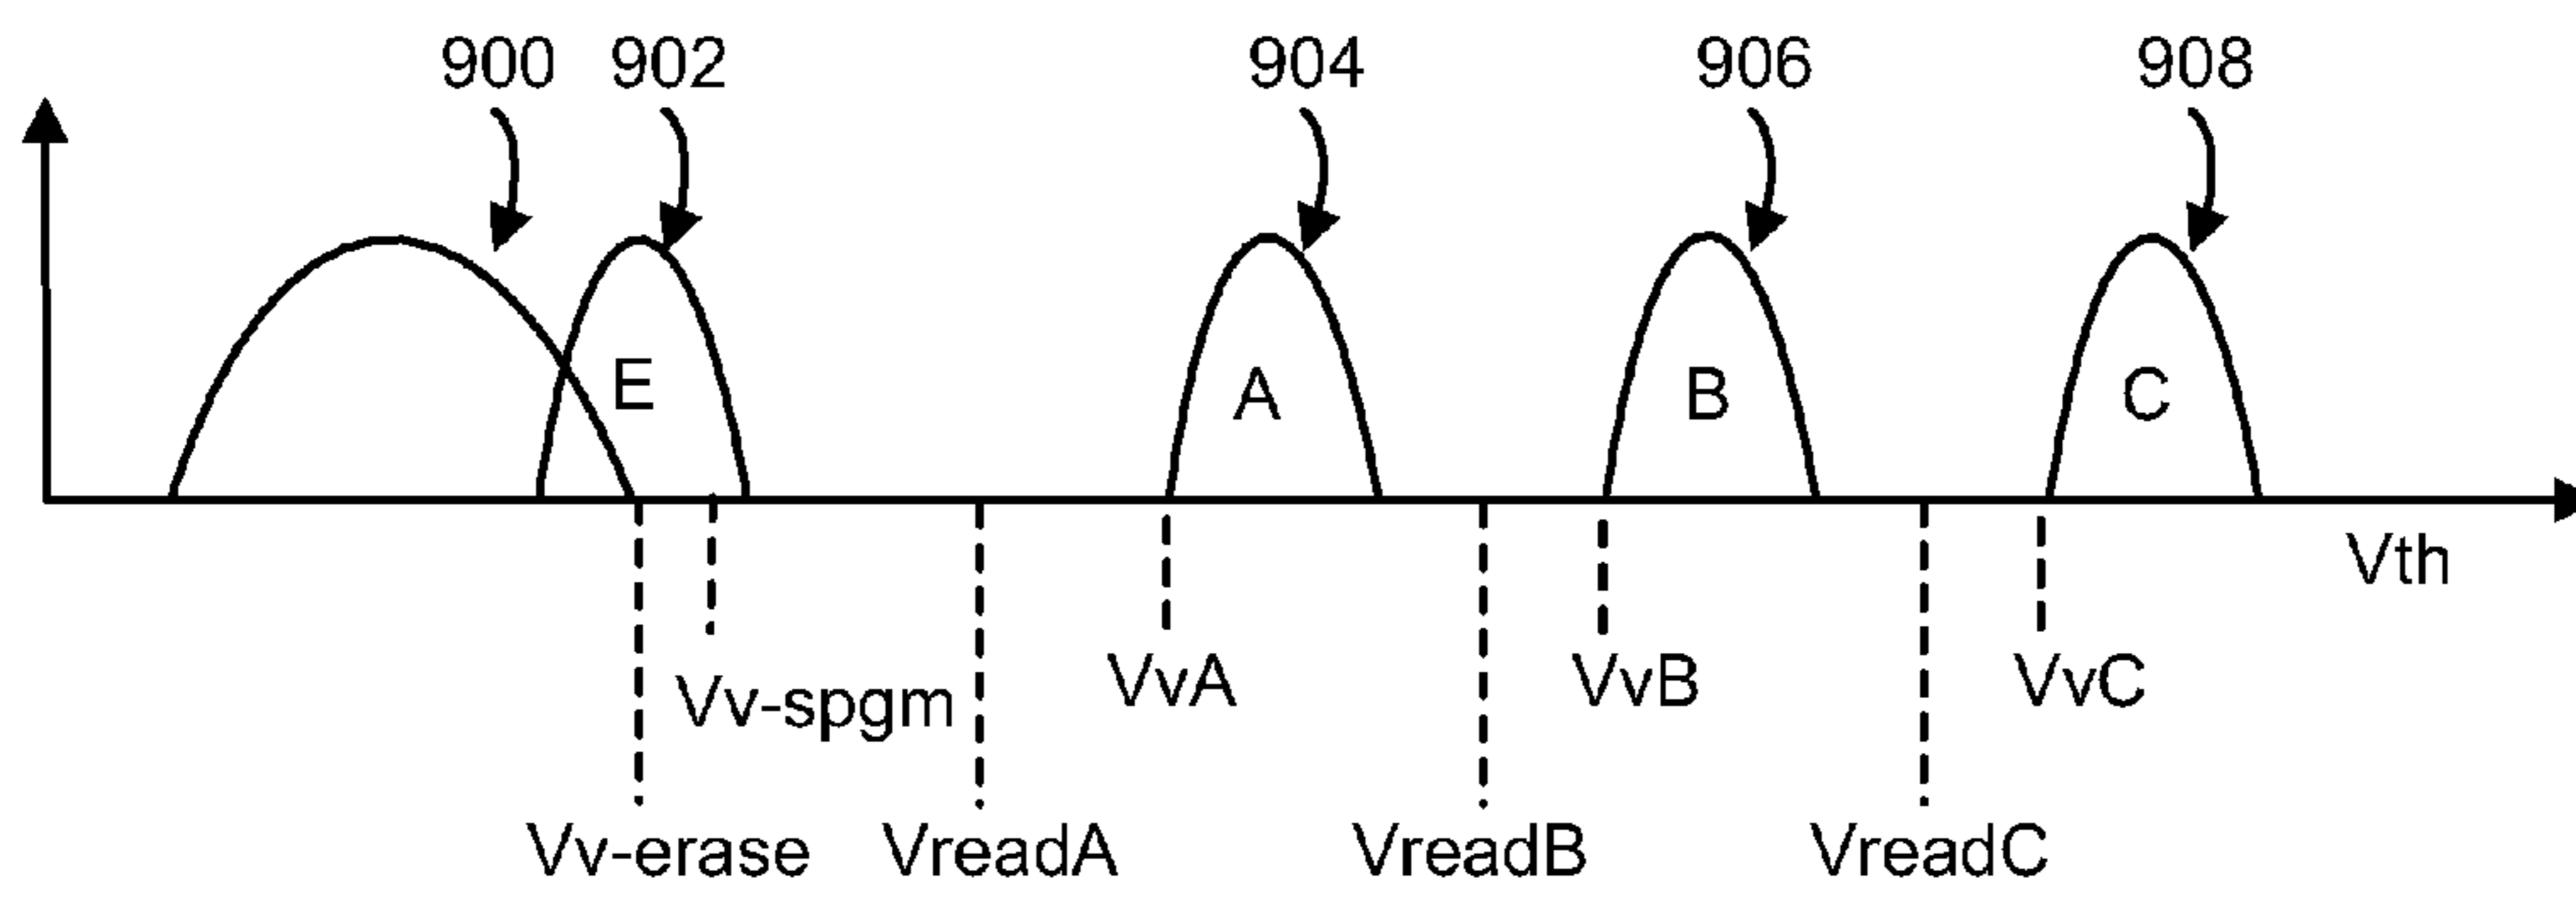 900 902 904 906 908
E A B C
Vth
Vv-spgm VvA VvB VvC
Vv-erase VreadA VreadB VreadC